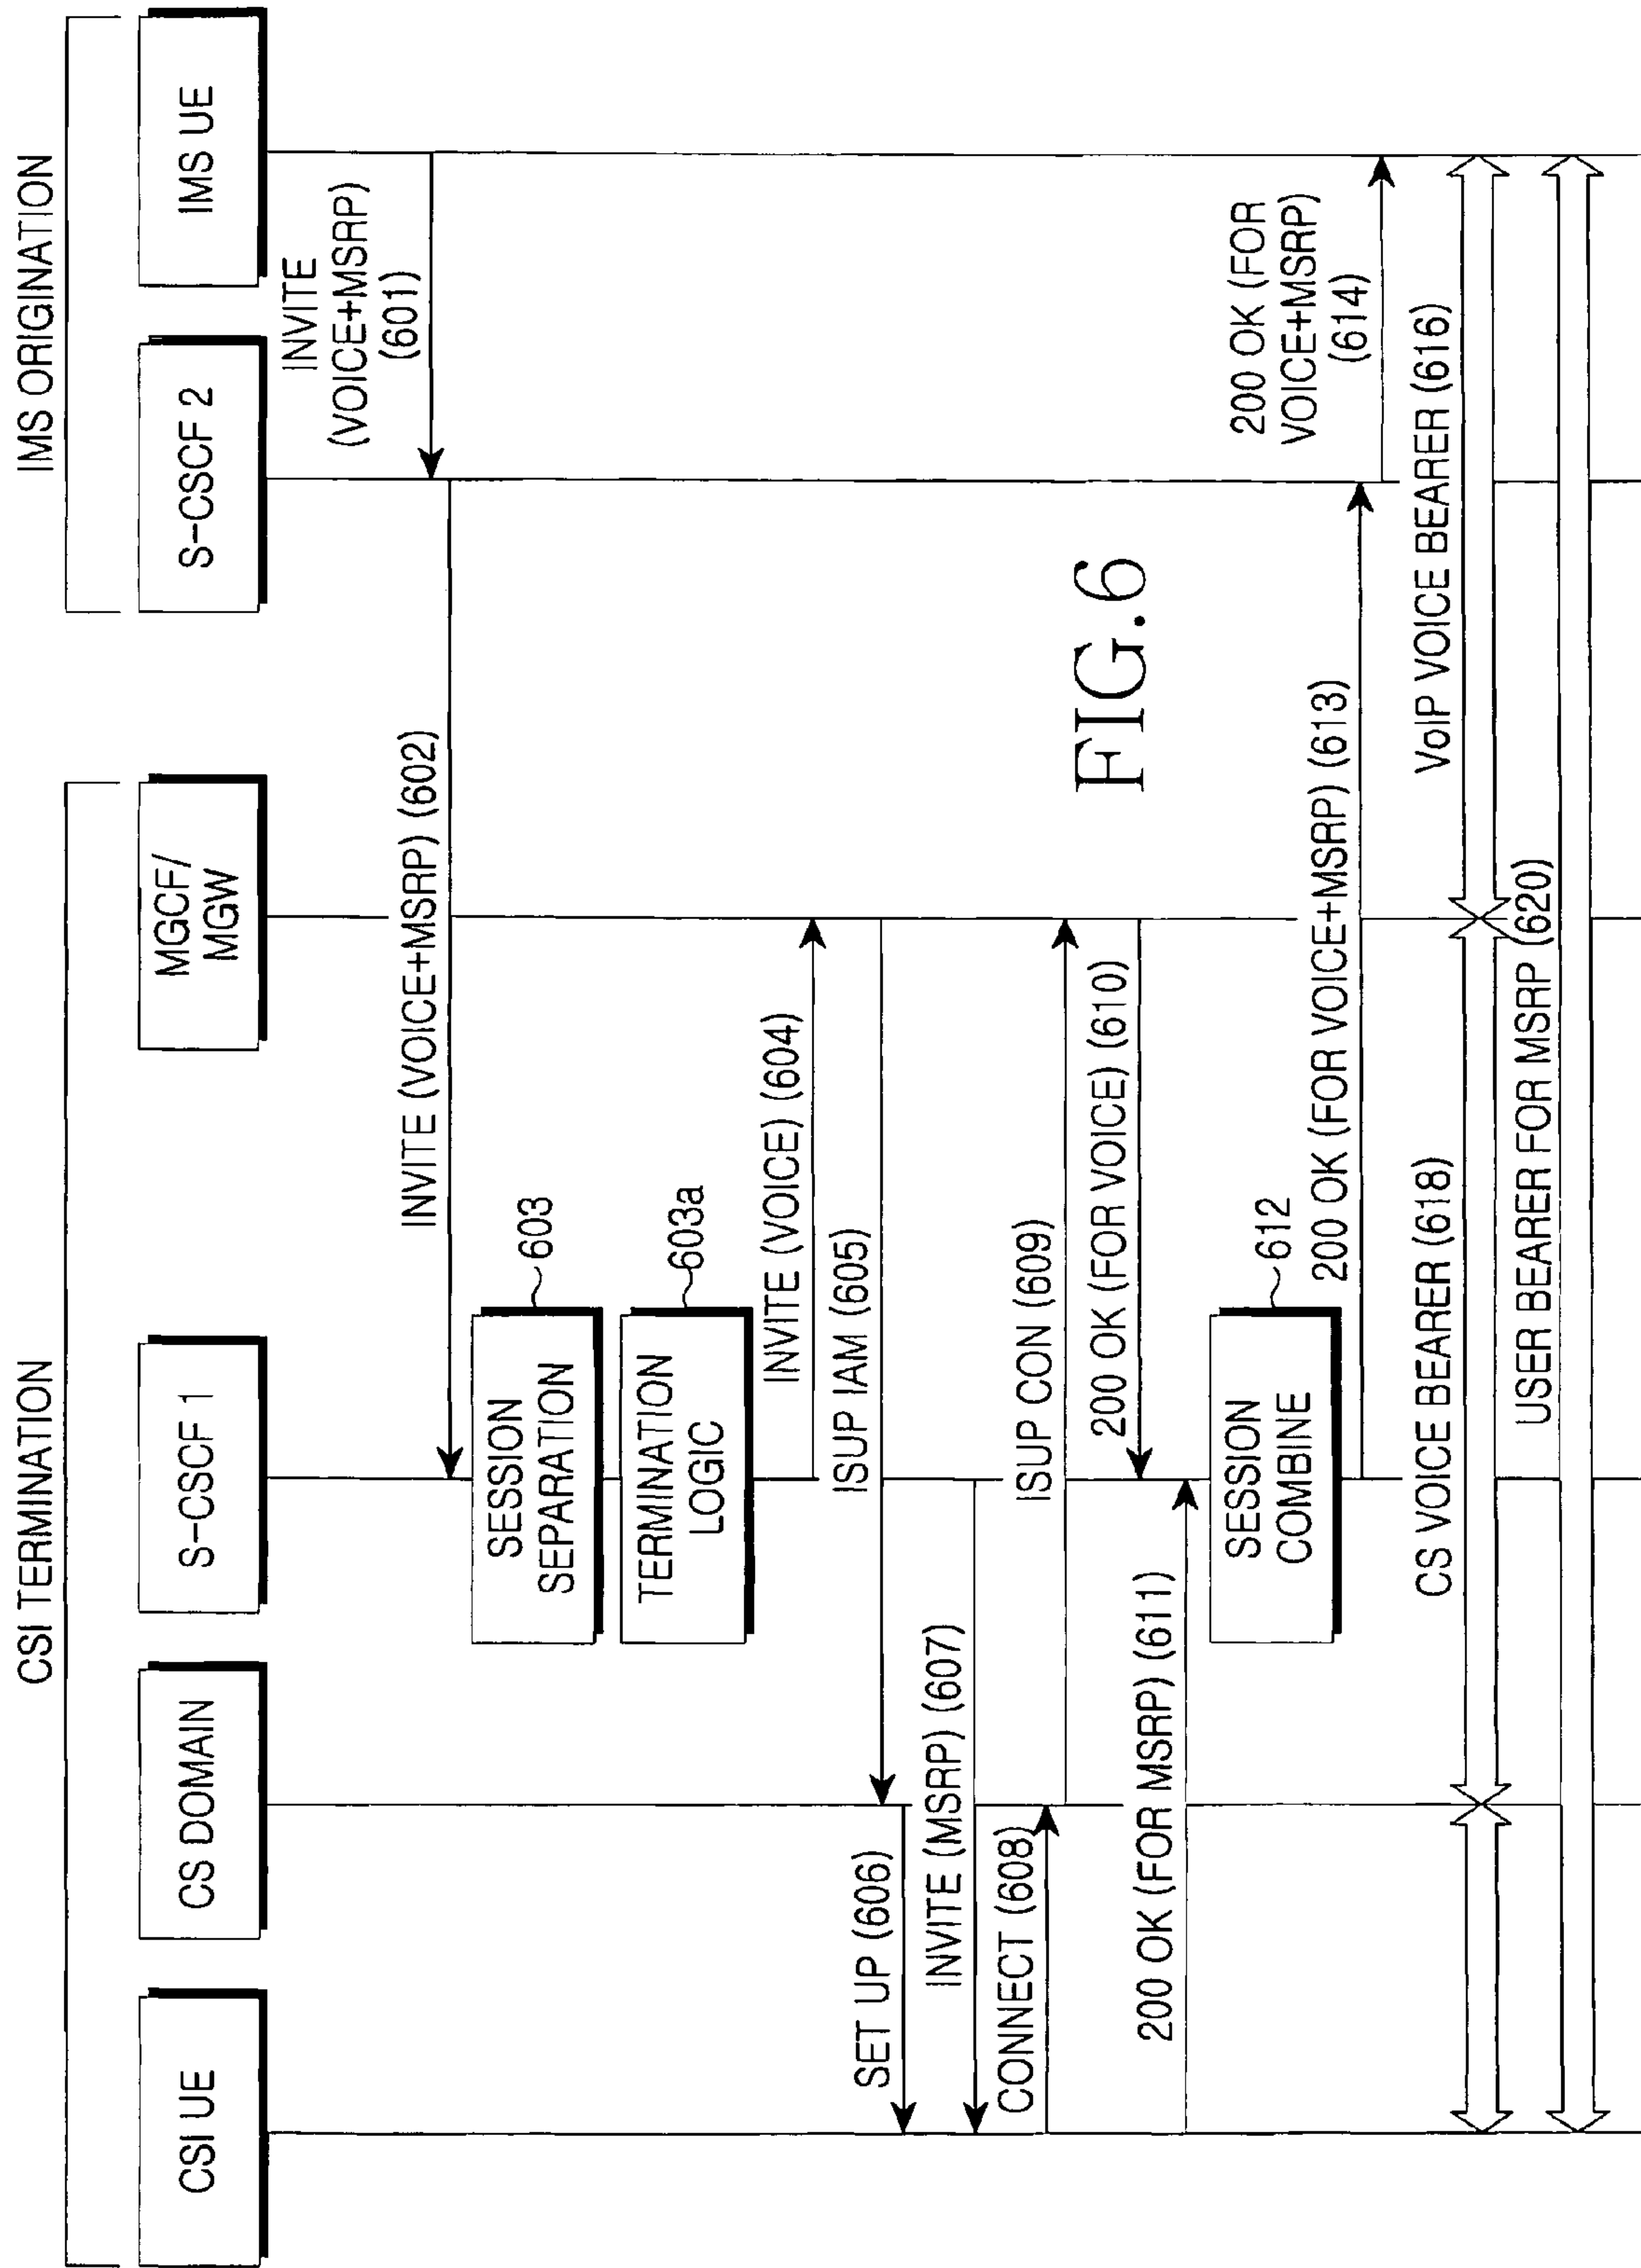 CSI TERMINATION
IMS ORIGINATION
CSI UE
CS DOMAIN
S-CSCF 1
MGCF/
MGW
S-CSCF 2
IMS UE
INVITE
(VOICE+MSRP)
(601)
INVITE (VOICE+MSRP) (602)
SESSION
SEPARATION
603
TERMINATION
LOGIC
603a
INVITE (VOICE) (604)
ISUP IAM (605)
SET UP (606)
INVITE (MSRP) (607)
CONNECT (608)
ISUP CON (609)
200 OK (FOR VOICE) (610)
200 OK (FOR MSRP) (611)
SESSION
COMBINE
612
200 OK (FOR VOICE+MSRP) (613)
200 OK (FOR
VOICE+MSRP)
(614)
CS VOICE BEARER (618)
VoIP VOICE BEARER (616)
USER BEARER FOR MSRP (620)
FIG.6